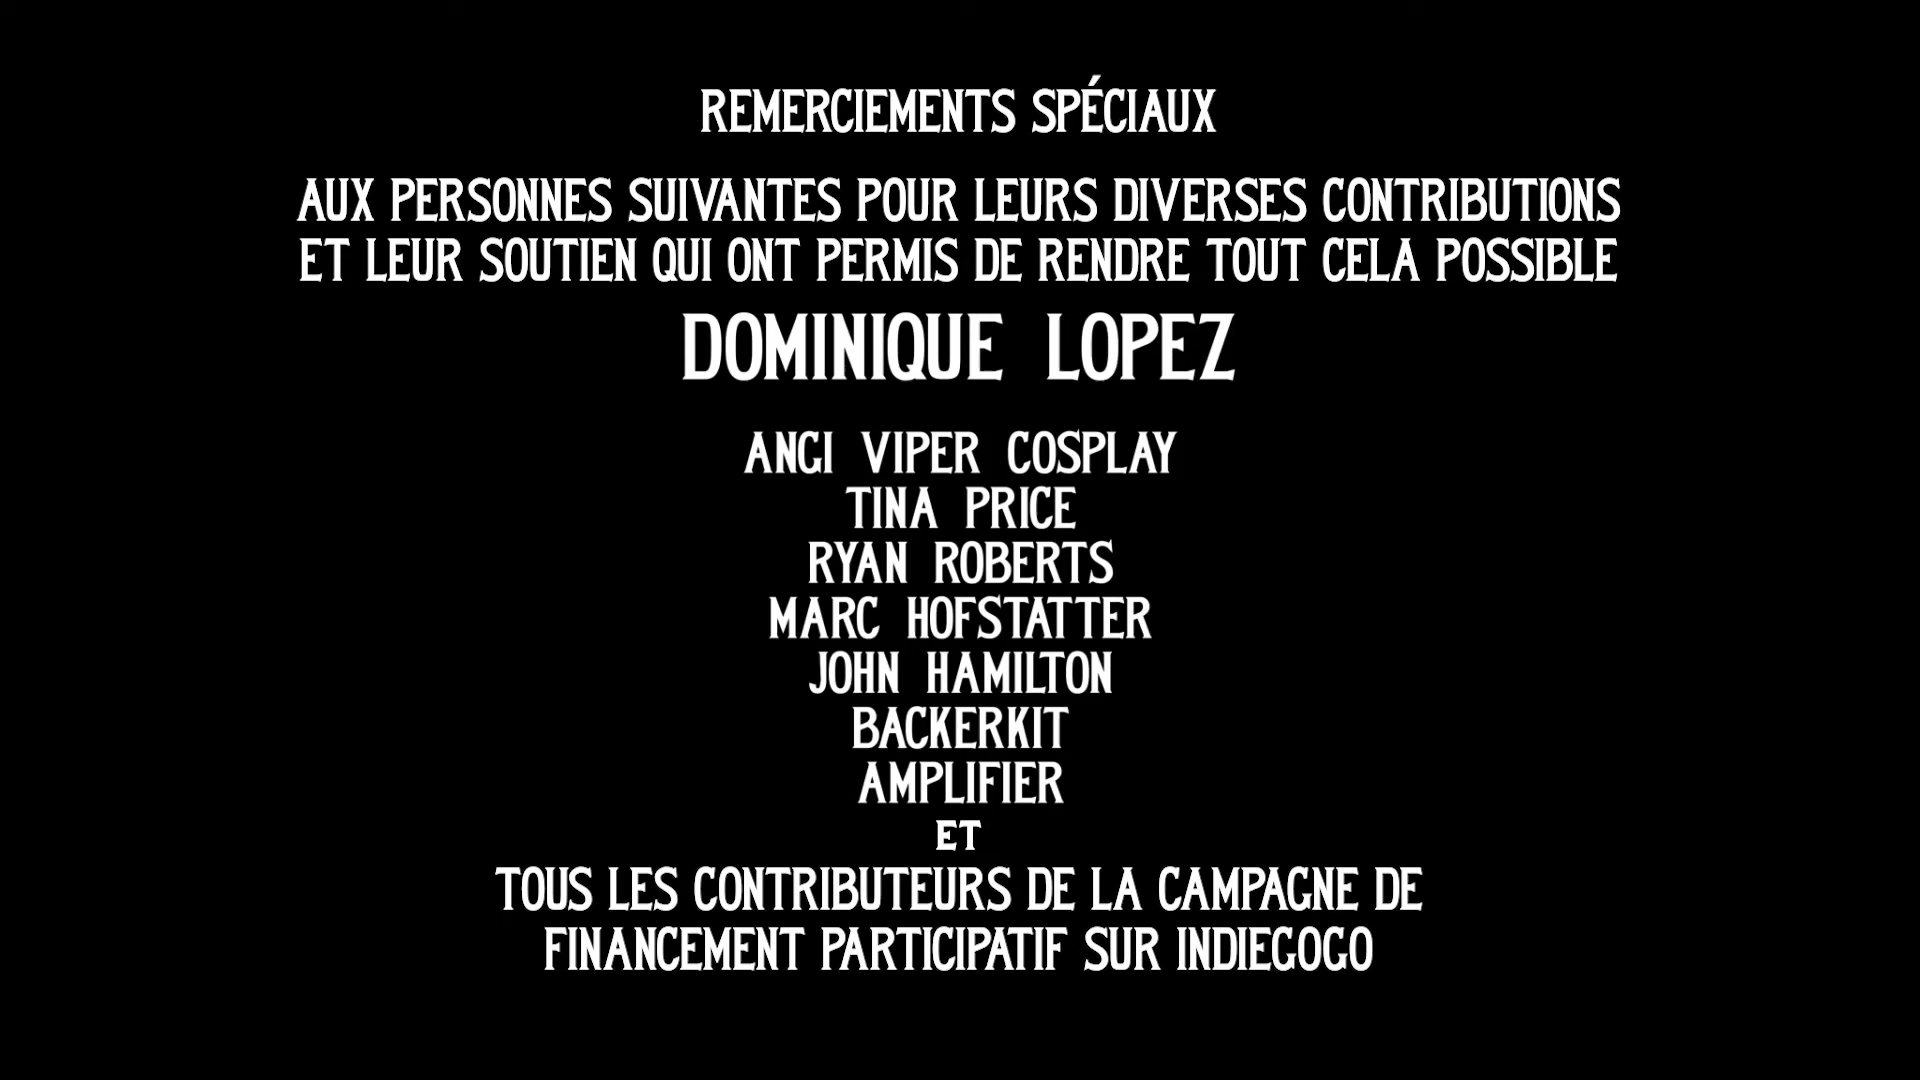 REMERCIEMENTS SPÉCIAUX
AUX PERSONNES SUIVANTES POUR LEURS DIVERSES CONTRIBUTIONS
ET LEUR SOUTIEN QUI ONT PERMIS DE RENDRE TOUT CELA POSSIBLE
DOMINIQUE LOPEZ
ANGI VIPER COSPLAY
TINA PRICE
RYAN ROBERTS
MARC HOFSTATTER
JOHN HAMILTON
BACKERKIT
AMPLIFIER
ET
TOUS LES CONTRIBUTEURS DE LA CAMPAGNE DE
FINANCEMENT PARTICIPATIF SUR INDIEGOGO